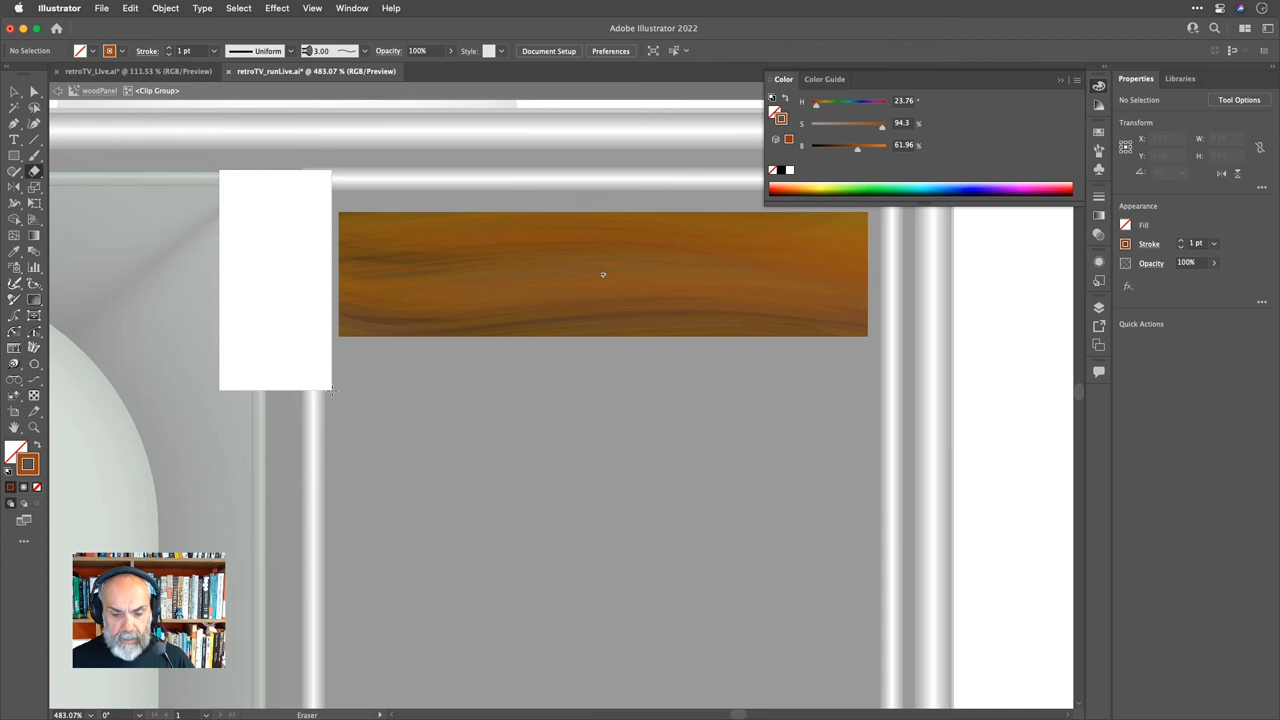 Illustrator File Edit Object Type Select Effect View Window Help
Adobe Illustrator 2022
No Selection Stroke: 1 pt Uniform 3.00 Opacity: 100% Style: Document Setup Preferences
× retroTV_LIve.ai* @ 111.53 % (RGB/Preview) × retroTV_runLive.ai* @ 483.07 % (RGB/Preview)
woodPanel <Clip Group>
Color Color Guide
H 23.76 °
S 94.3 %
B 61.96 %
Properties Libraries
No Selection Tool Options
Transform
X: W:
Y: H:
Appearance
Fill
Stroke 1 pt
Opacity 100%
fx.
Quick Actions
483.07% 0° 1 Eraser